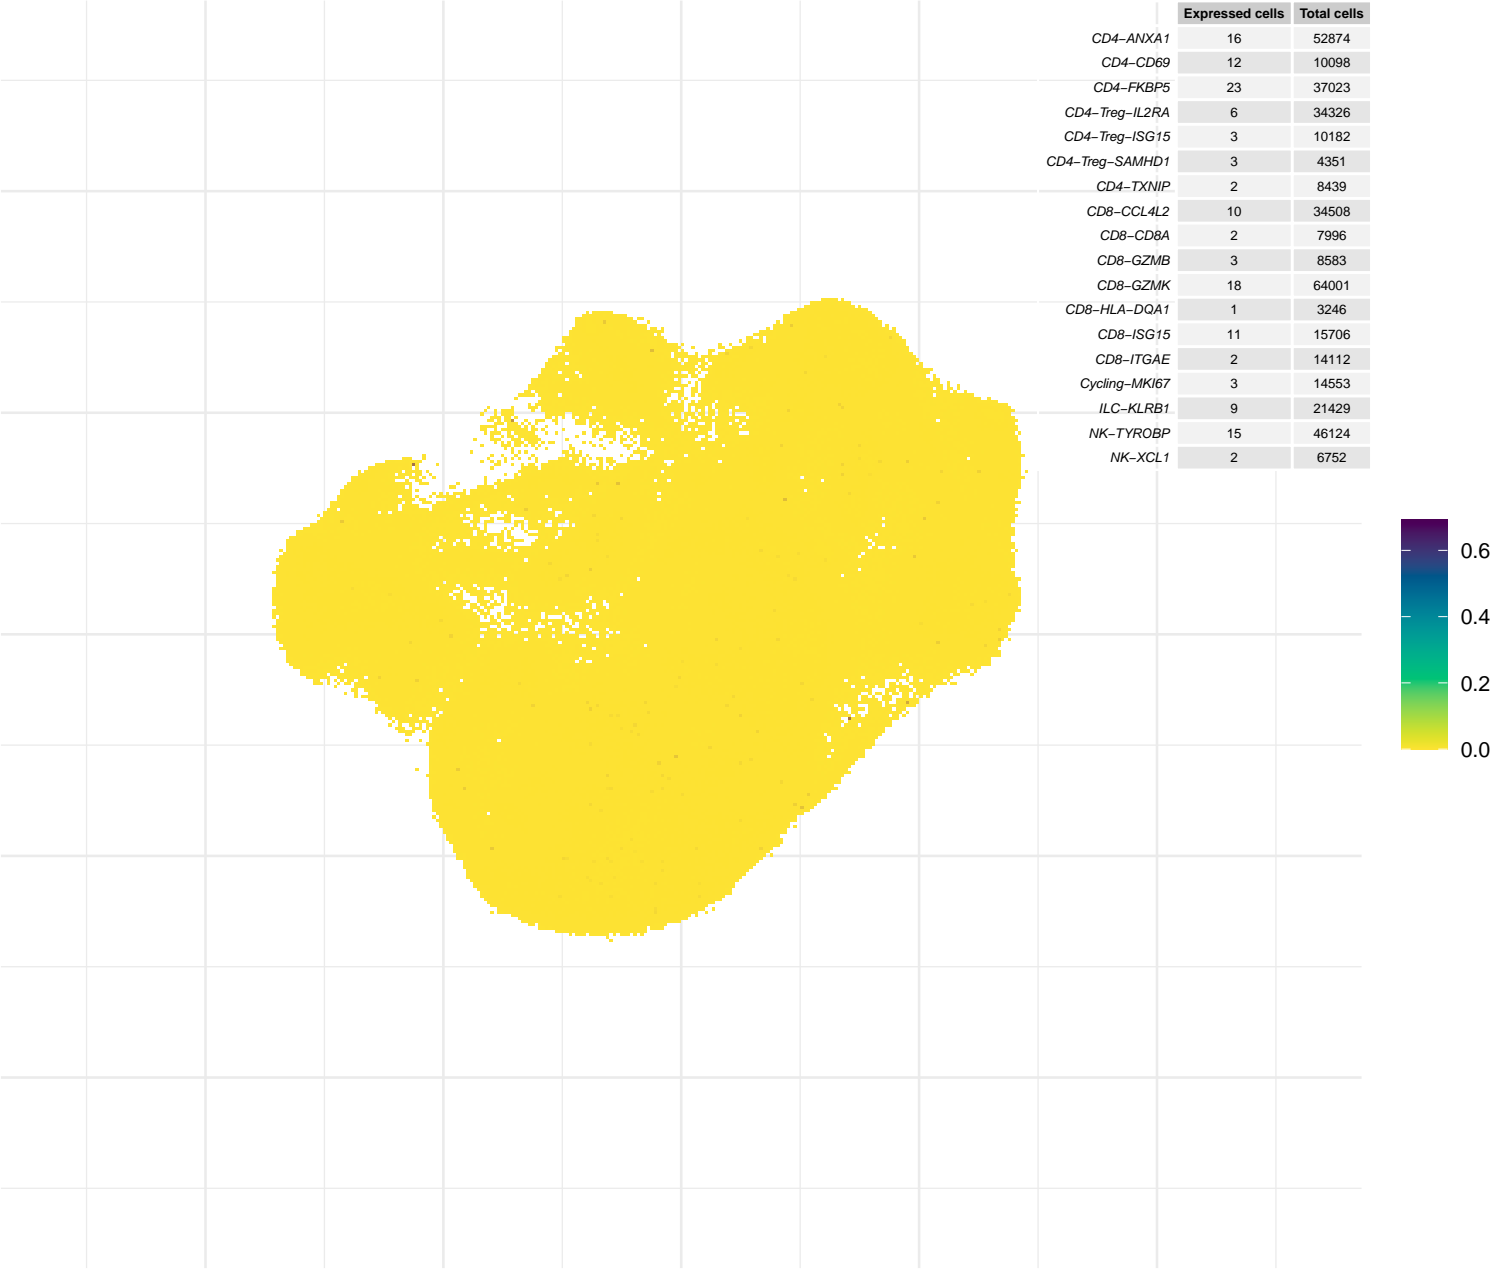 Expressed cells Total cells
CD4−ANXA1 16 52874
CD4−CD69 12 10098
CD4−FKBP5 23 37023
CD4−Treg−IL2RA 6 34326
CD4−Treg−ISG15 3 10182
CD4−Treg−SAMHD1 3 4351
CD4−TXNIP 2 8439
CD8−CCL4L2 10 34508
CD8−CD8A 2 7996
CD8−GZMB 3 8583
CD8−GZMK 18 64001
CD8−HLA−DQA1 1 3246
CD8−ISG15 11 15706
CD8−ITGAE 2 14112
Cycling−MKI67 3 14553
ILC−KLRB1 9 21429
NK−TYROBP 15 46124
NK−XCL1 2 6752
0.6
0.4
0.2
0.0